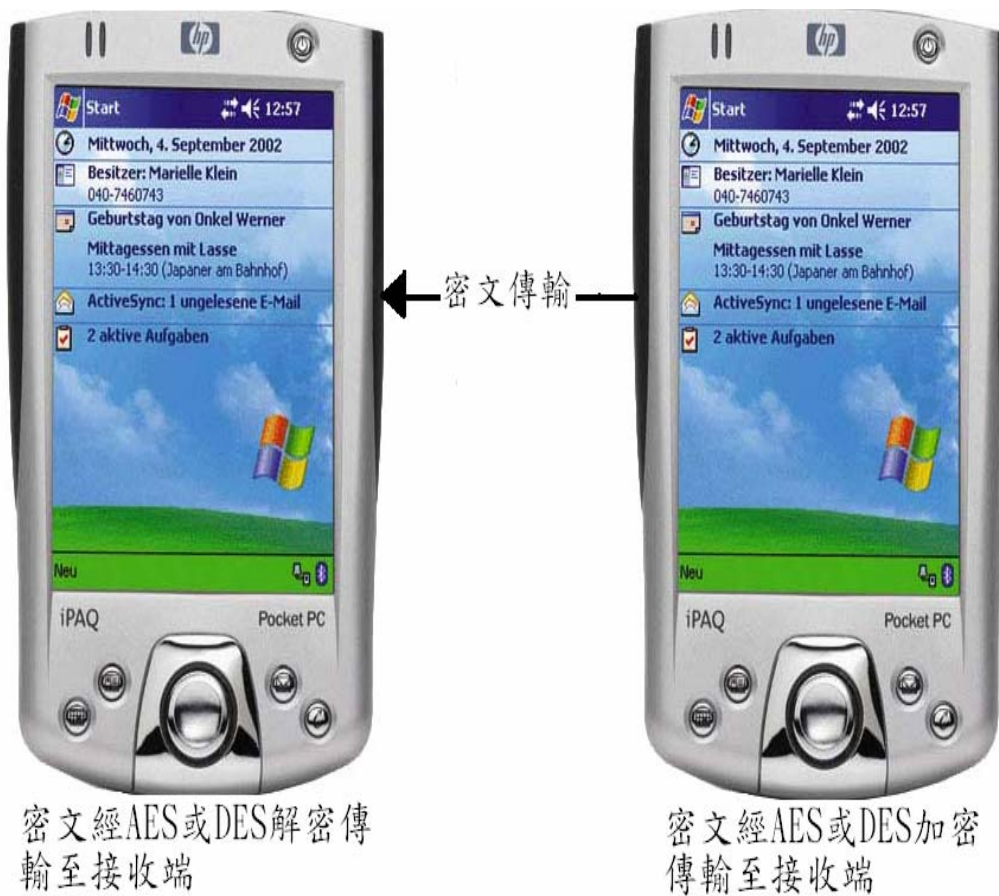 hp
Start 12:57
Mittwoch, 4. September 2002
Besitzer: Marielle Klein
040-7460743
Geburtstag von Onkel Werner
Mittagessen mit Lasse
13:30-14:30 (Japaner am Bahnhof)
ActiveSync: 1 ungelesene E-Mail
2 aktive Aufgaben
Neu
iPAQ Pocket PC
密文經AES或DES解密傳
輸至接收端
密文傳輸
hp
Start 12:57
Mittwoch, 4. September 2002
Besitzer: Marielle Klein
040-7460743
Geburtstag von Onkel Werner
Mittagessen mit Lasse
13:30-14:30 (Japaner am Bahnhof)
ActiveSync: 1 ungelesene E-Mail
2 aktive Aufgaben
Neu
iPAQ Pocket PC
密文經AES或DES加密
傳輸至接收端